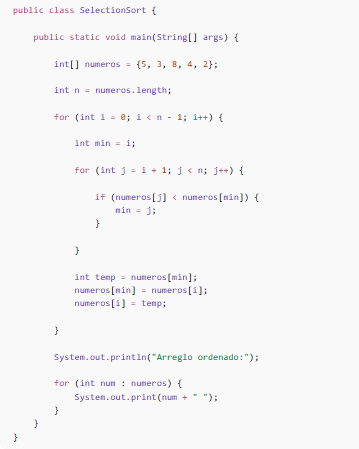 public class SelectionSort {
public static void main(String[] args) {
int[] numeros = {5, 3, 8, 4, 2};
int n = numeros.length;
for (int i = 0; i < n - 1; i++) {
int min = i;
for (int j = i + 1; j < n; j++) {
if (numeros[j] < numeros[min]) {
min = j;
}
}
int temp = numeros[min];
numeros[min] = numeros[i];
numeros[i] = temp;
}
System.out.println("Arreglo ordenado:");
for (int num : numeros) {
System.out.print(num + " ");
}
}
}